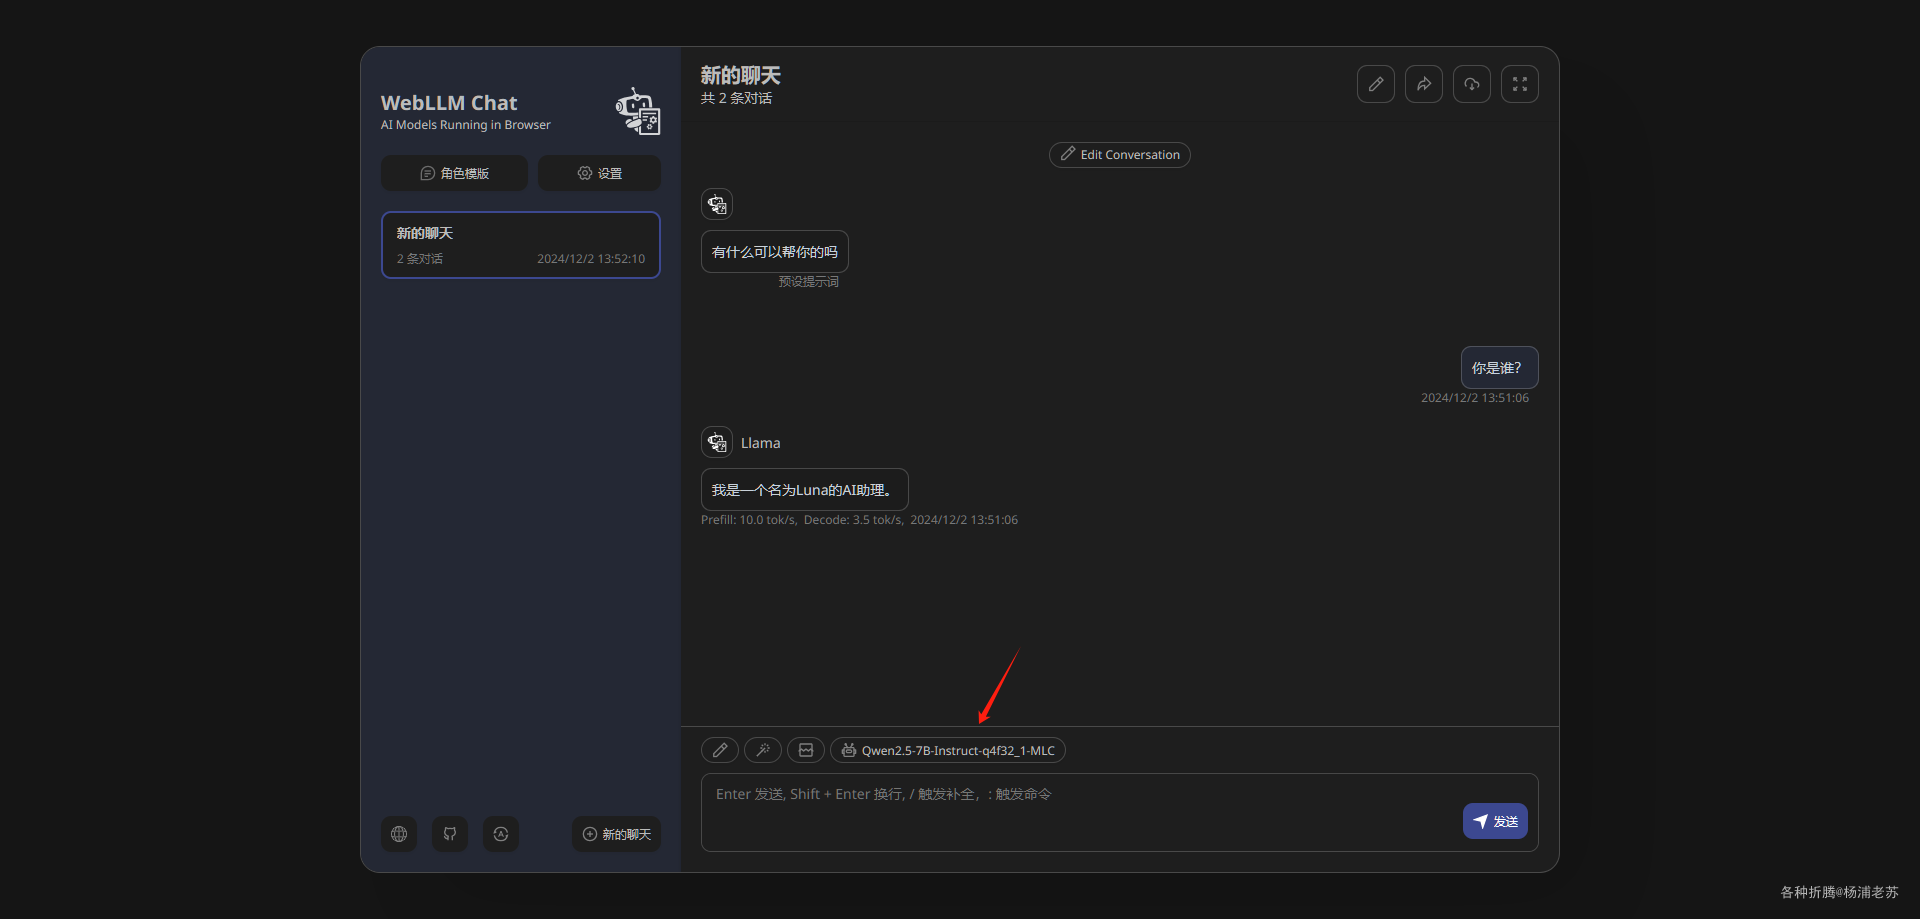 WebLLM Chat
AI Models Running in Browser
角色模版
设置
新的聊天
2 条对话
2024/12/2 13:52:10
新的聊天
新的聊天
共 2 条对话
Edit Conversation
有什么可以帮你的吗
预设提示词
你是谁?
2024/12/2 13:51:06
Llama
我是一个名为Luna的AI助理。
Prefill: 10.0 tok/s, Decode: 3.5 tok/s, 2024/12/2 13:51:06
Qwen2.5-7B-Instruct-q4f32_1-MLC
Enter 发送, Shift + Enter 换行, / 触发补全，: 触发命令
发送
各种折腾@杨浦老苏